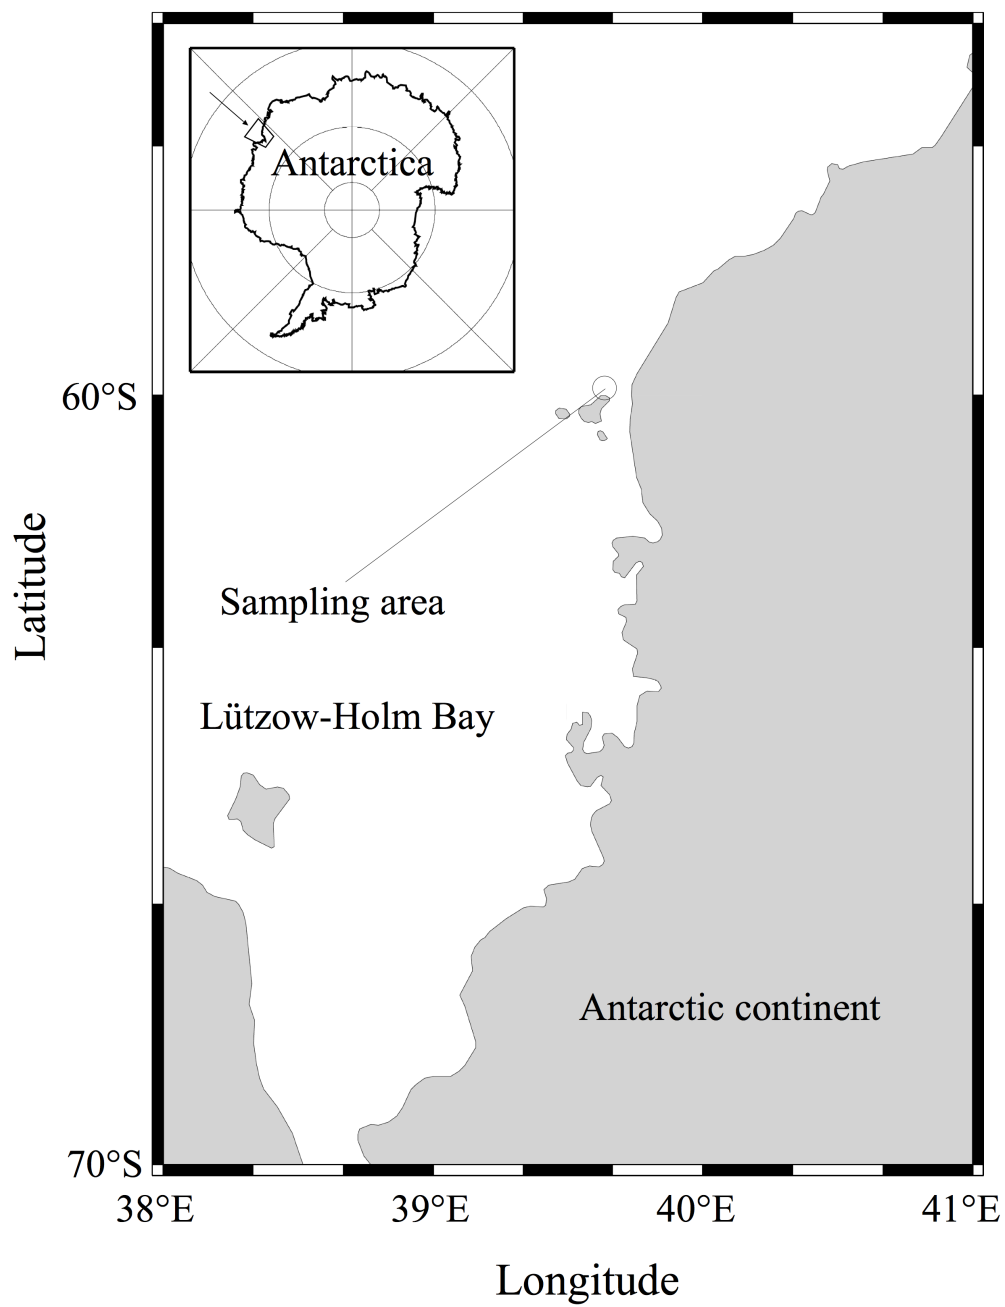 Antarctica
60°S
Sampling area
Latitude
Lützow-Holm Bay
Antarctic continent
70°S
38°E
39°E
40°E
41°E
Longitude